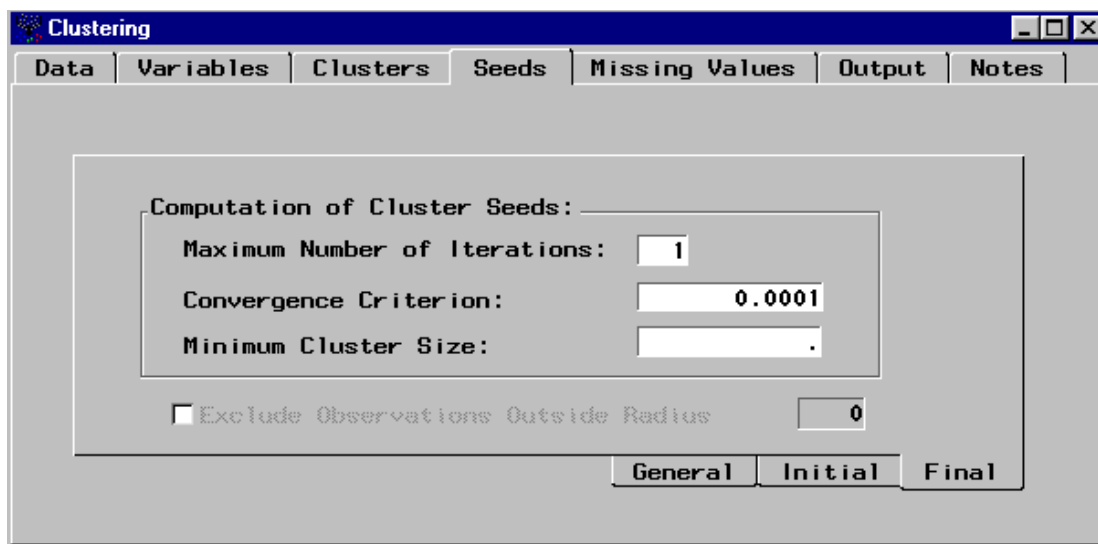 Clustering
Data Variables Clusters Seeds Missing Values Output Notes
Computation of Cluster Seeds:
Maximum Number of Iterations: 1
Convergence Criterion: 0.0001
Minimum Cluster Size: .
Exclude Observations Outside Radius 0
General Initial Final